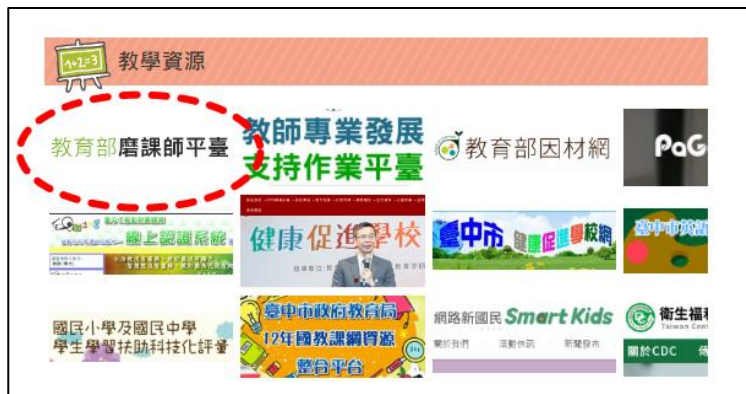 1+2=3
教學資源
教育部磨課師平臺
教師專業發展
支持作業平臺
教育部因材網
PaG
線上認識系統
健康促進學校
臺中市 健康促進學校網
臺中市英語
國民小學及國民中學
學生學習扶助科技化評量
臺中市政府教育局
12年國教課綱資源
整合平台
網路新國民 Smart Kids
關於我們 活動快訊 新聞發布
衛生福利
Taiwan Cent
關於CDC 傳